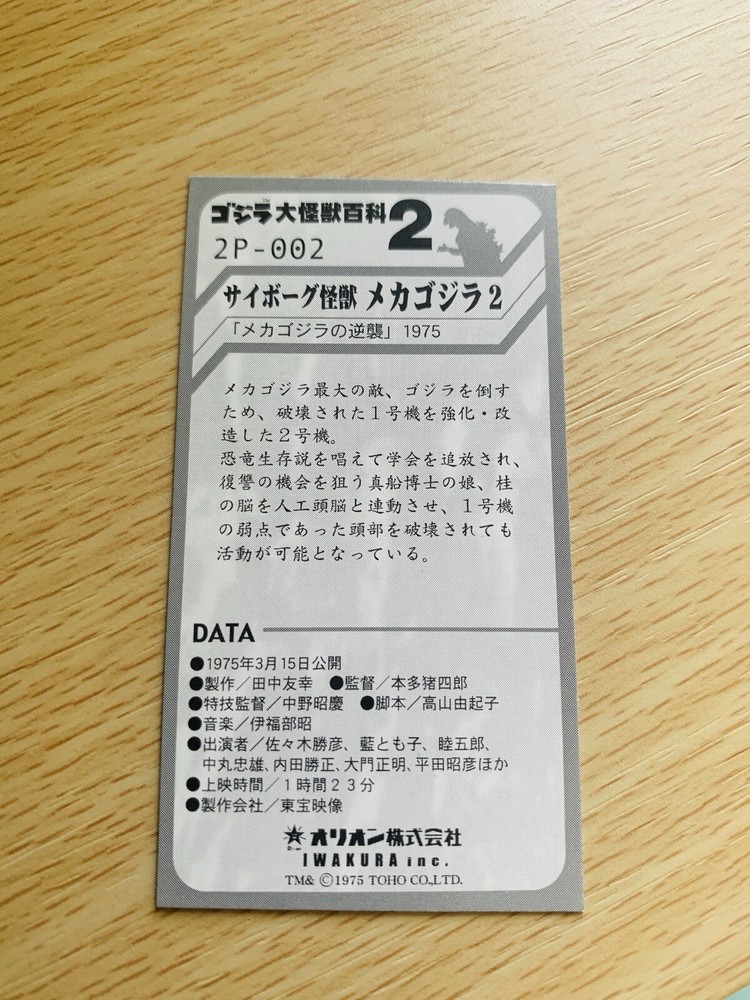 ゴジラ™大怪獣百科2
2P-002
サイボーグ怪獣 メカゴジラ2
「メカゴジラの逆襲」1975
メカゴジラ最大の敵、ゴジラを倒す
ため、破壊された1号機を強化・改
造した2号機。
恐竜生存説を唱えて学会を追放され、
復讐の機会を狙う真船博士の娘、桂
の脳を人工頭脳と連動させ、1号機
の弱点であった頭部を破壊されても
活動が可能となっている。
DATA
●1975年3月15日公開
●製作/田中友幸 ●監督/本多猪四郎
●特技監督/中野昭慶 ●脚本/高山由起子
●音楽/伊福部昭
●出演者/佐々木勝彦、藍とも子、睦五郎、
中丸忠雄、内田勝正、大門正明、平田昭彦ほか
●上映時間/1時間23分
●製作会社/東宝映像
オリオン株式会社
IWAKURA inc.
TM& ©1975 TOHO CO.,LTD.